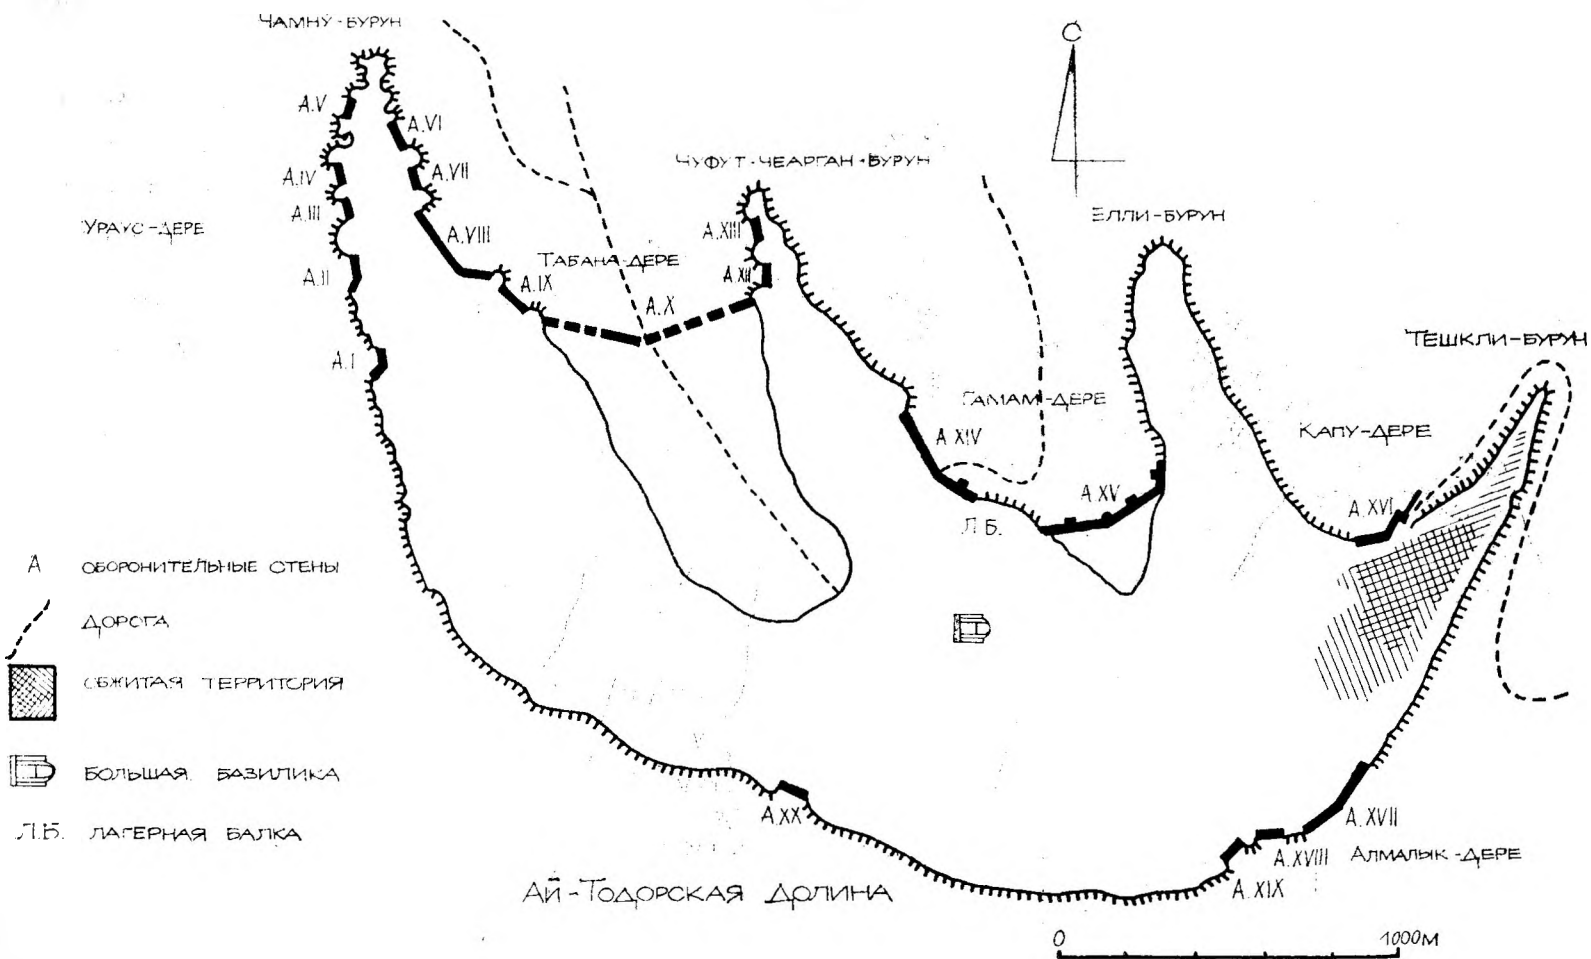 ЧАМНУ-БУРУН
С
А.V
А.VI
ЧУФУТ-ЧЕАРГАН-БУРУН
А.IV
А.VII
ЕЛЛИ-БУРУН
А.III
УРАУС-ДЕРЕ
А.VIII
А.XIII
ТАБАНА-ДЕРЕ
А.II
А.IX
А.XII
А.X
ТЕШКЛИ-БУРУН
А.I
ГАМАМ-ДЕРЕ
КАПУ-ДЕРЕ
А.XIV
А.XV
А.XVI
Л.Б.
А ОБОРОНИТЕЛЬНЫЕ СТЕНЫ
ДОРОГА
ОБЖИТАЯ ТЕРРИТОРИЯ
БОЛЬШАЯ БАЗИЛИКА
Л.Б. ЛАГЕРНАЯ БАЛКА
А.XX
А.XVII
А.XVIII
АЛМАЛЫК-ДЕРЕ
А.XIX
АЙ-ТОДОРСКАЯ ДОЛИНА
0 1000М